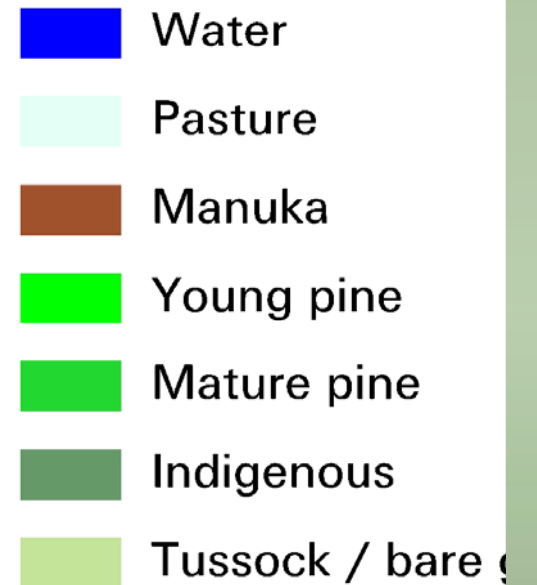 Water
Pasture
Manuka
Young pine
Mature pine
Indigenous
Tussock / bare